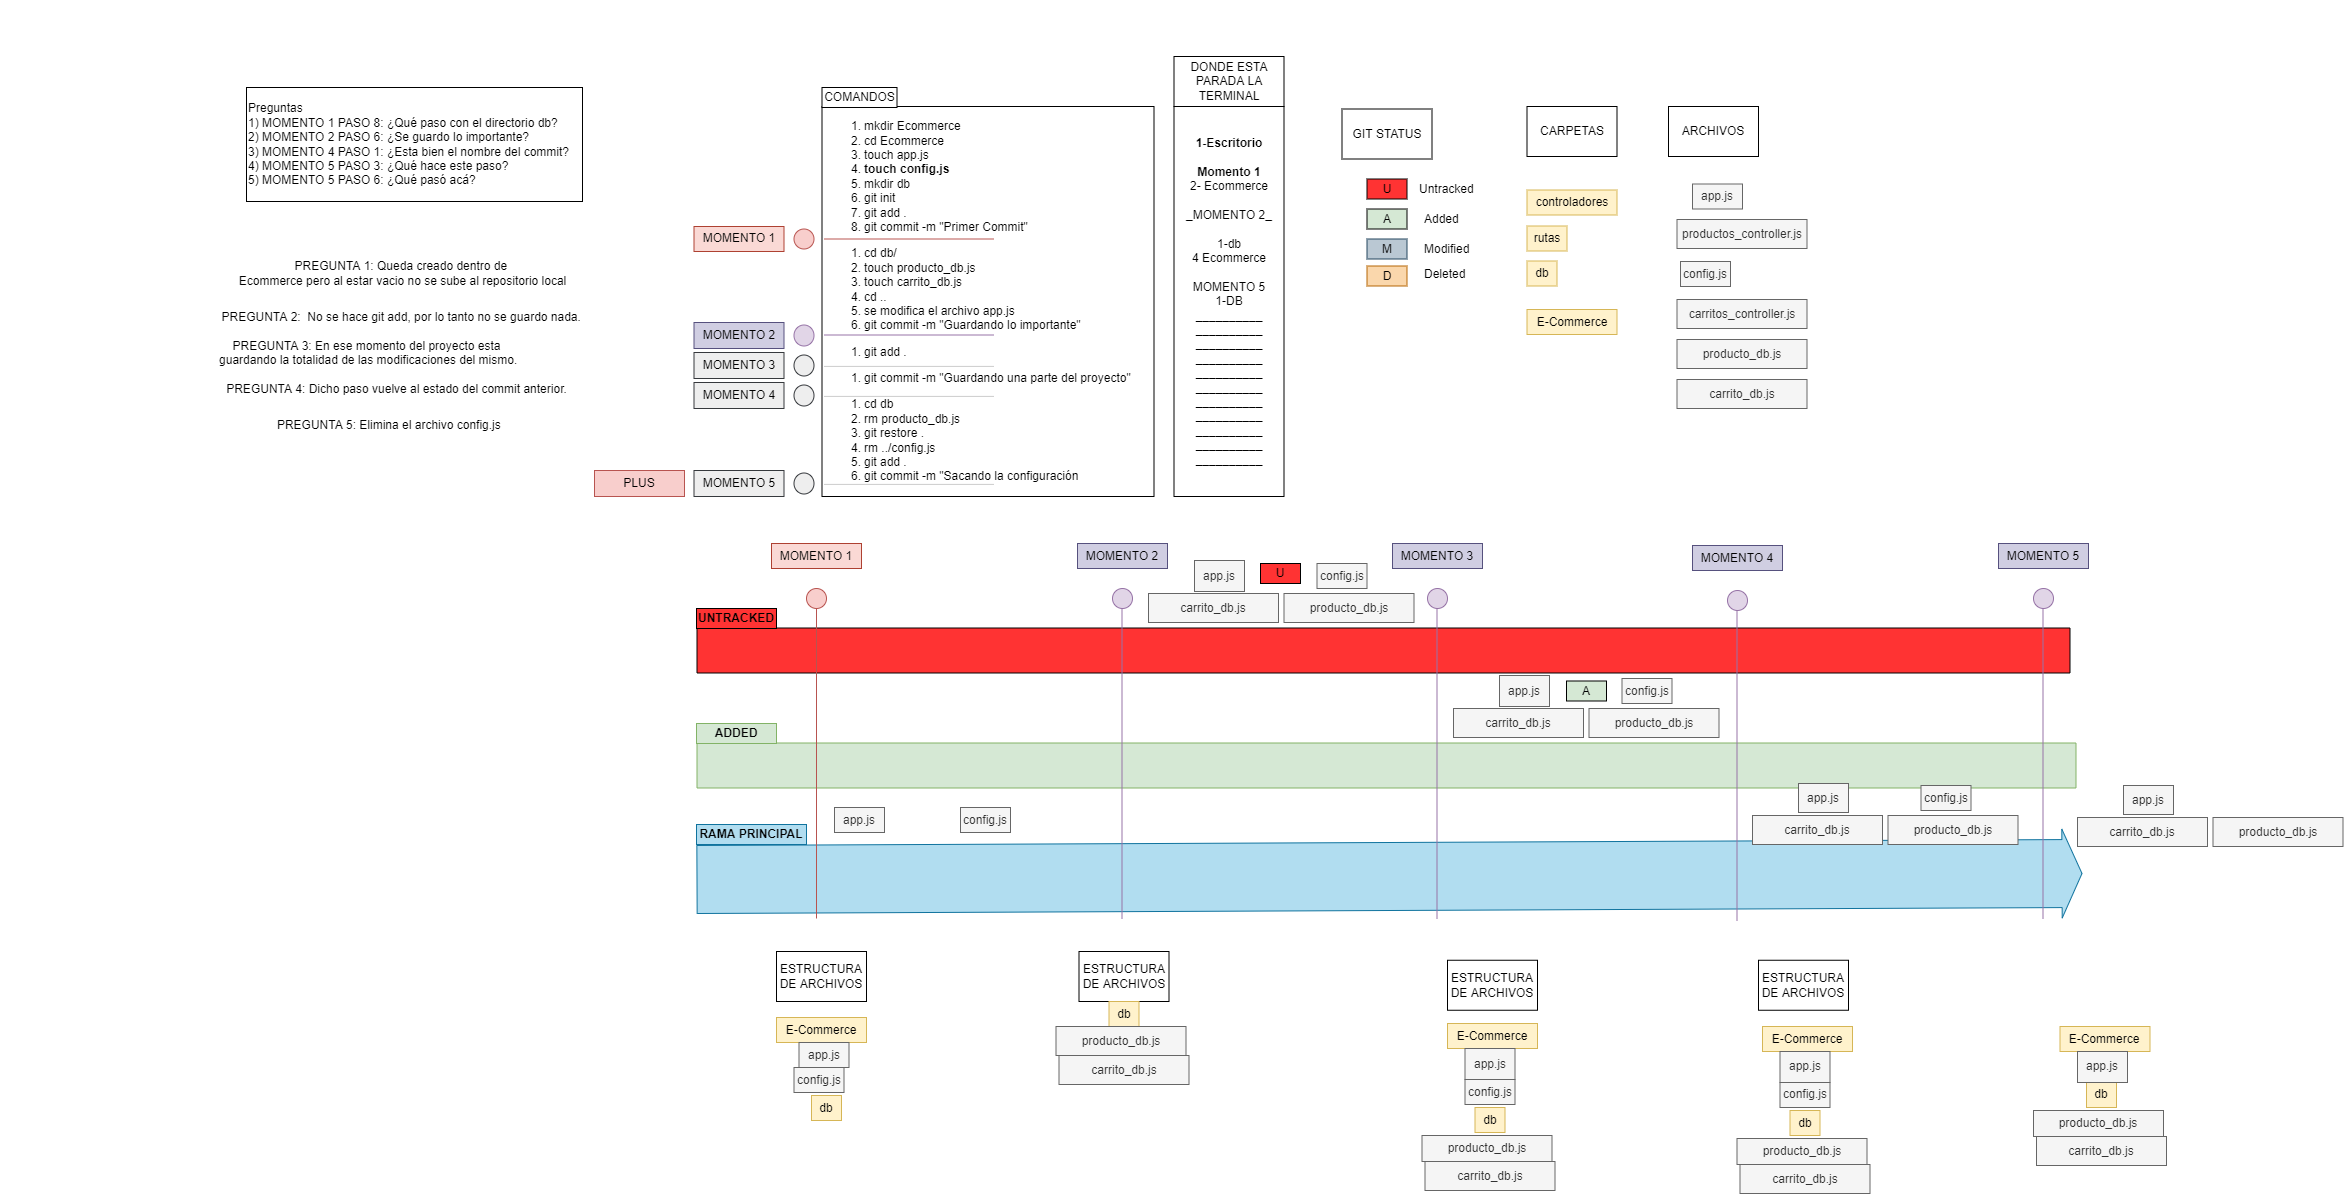 Preguntas
1) MOMENTO 1 PASO 8: ¿Qué paso con el directorio db?
2) MOMENTO 2 PASO 6: ¿Se guardo lo importante?
3) MOMENTO 4 PASO 1: ¿Esta bien el nombre del commit?
4) MOMENTO 5 PASO 3: ¿Qué hace este paso?
5) MOMENTO 5 PASO 6: ¿Qué pasó acá?
PREGUNTA 1: Queda creado dentro de
Ecommerce pero al estar vacio no se sube al repositorio local
PREGUNTA 2:  No se hace git add, por lo tanto no se guardo nada.
PREGUNTA 3: En ese momento del proyecto esta
guardando la totalidad de las modificaciones del mismo.
PREGUNTA 4: Dicho paso vuelve al estado del commit anterior.
PREGUNTA 5: Elimina el archivo config.js
PLUS
MOMENTO 1
MOMENTO 2
MOMENTO 3
MOMENTO 4
MOMENTO 5
COMANDOS
1. mkdir Ecommerce
2. cd Ecommerce
3. touch app.js
4. touch config.js
5. mkdir db
6. git init
7. git add .
8. git commit -m "Primer Commit"
1. cd db/
2. touch producto_db.js
3. touch carrito_db.js
4. cd ..
5. se modifica el archivo app.js
6. git commit -m "Guardando lo importante"
1. git add .
1. git commit -m "Guardando una parte del proyecto"
1. cd db
2. rm producto_db.js
3. git restore .
4. rm ../config.js
5. git add .
6. git commit -m "Sacando la configuración
DONDE ESTA
PARADA LA
TERMINAL
1-Escritorio
Momento 1
2- Ecommerce
_MOMENTO 2_
1-db
4 Ecommerce
MOMENTO 5
1-DB
__________
__________
__________
__________
__________
__________
__________
__________
__________
__________
__________
GIT STATUS
U Untracked
A Added
M Modified
D Deleted
CARPETAS
controladores
rutas
db
E-Commerce
ARCHIVOS
app.js
productos_controller.js
config.js
carritos_controller.js
producto_db.js
carrito_db.js
MOMENTO 1
MOMENTO 2
MOMENTO 3
MOMENTO 4
MOMENTO 5
app.js U config.js
carrito_db.js producto_db.js
UNTRACKED
app.js A config.js
carrito_db.js producto_db.js
ADDED
app.js config.js
app.js config.js
carrito_db.js producto_db.js
app.js
carrito_db.js producto_db.js
RAMA PRINCIPAL
ESTRUCTURA
DE ARCHIVOS
E-Commerce
app.js
config.js
db
ESTRUCTURA
DE ARCHIVOS
db
producto_db.js
carrito_db.js
ESTRUCTURA
DE ARCHIVOS
E-Commerce
app.js
config.js
db
producto_db.js
carrito_db.js
ESTRUCTURA
DE ARCHIVOS
E-Commerce
app.js
config.js
db
producto_db.js
carrito_db.js
E-Commerce
app.js
db
producto_db.js
carrito_db.js